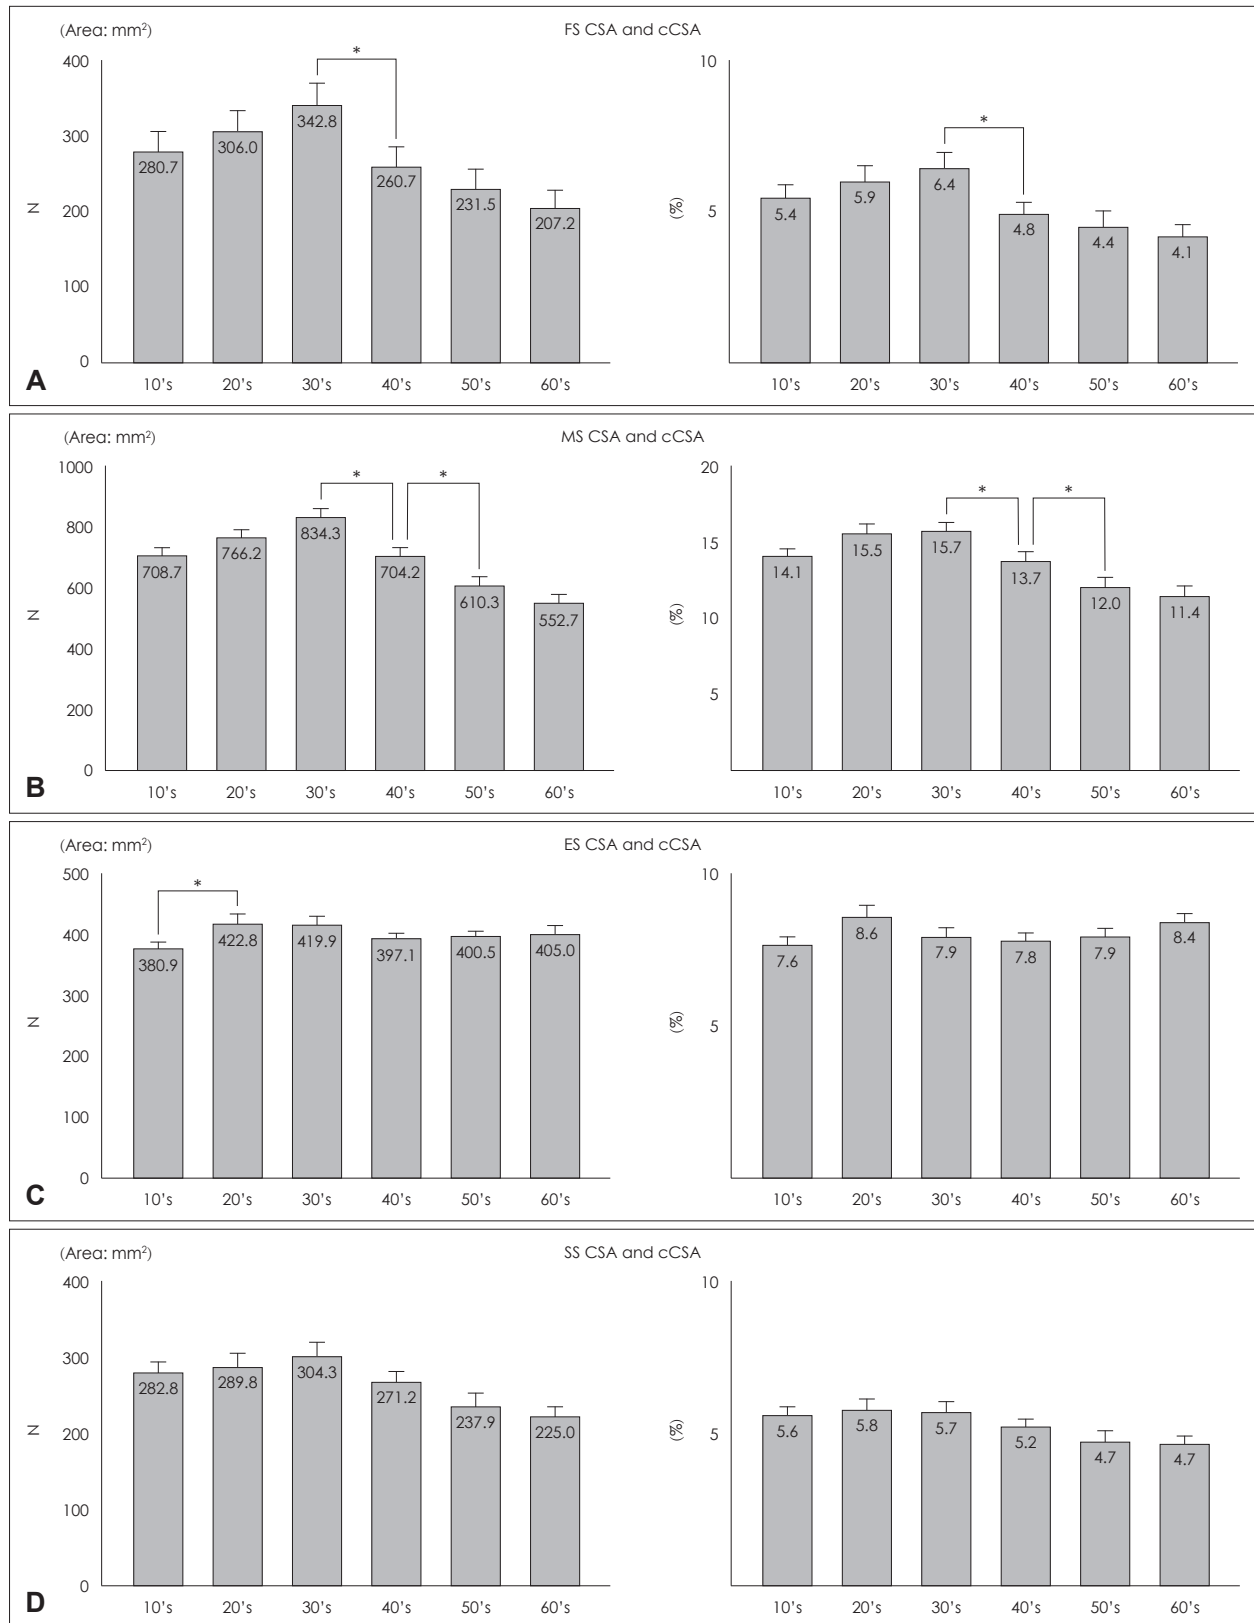 (Area: mm²) FS CSA and cCSA
400 10
* *
300 342.8
280.7 306.0 260.7 6.4
N 200 231.5 207.2 (%) 5 5.4 5.9 4.8 4.4 4.1
100
0
A 10's 20's 30's 40's 50's 60's 10's 20's 30's 40's 50's 60's
(Area: mm²) MS CSA and cCSA
1000 20
* * * *
800 834.3
708.7 766.2 704.2 15 14.1 15.5 15.7 13.7
N 600 610.3 552.7 (%) 10 12.0 11.4
400 5
200
0
B 10's 20's 30's 40's 50's 60's 10's 20's 30's 40's 50's 60's
(Area: mm²) ES CSA and cCSA
500 10
*
400 380.9 422.8 419.9 397.1 400.5 405.0 7.6 8.6 7.9 7.8 7.9 8.4
300
N (%) 5
200
100
0
C 10's 20's 30's 40's 50's 60's 10's 20's 30's 40's 50's 60's
(Area: mm²) SS CSA and cCSA
400 10
300 304.3
282.8 289.8 271.2 237.9 225.0 5.6 5.8 5.7 5.2 4.7 4.7
N 200 (%) 5
100
0
D 10's 20's 30's 40's 50's 60's 10's 20's 30's 40's 50's 60's